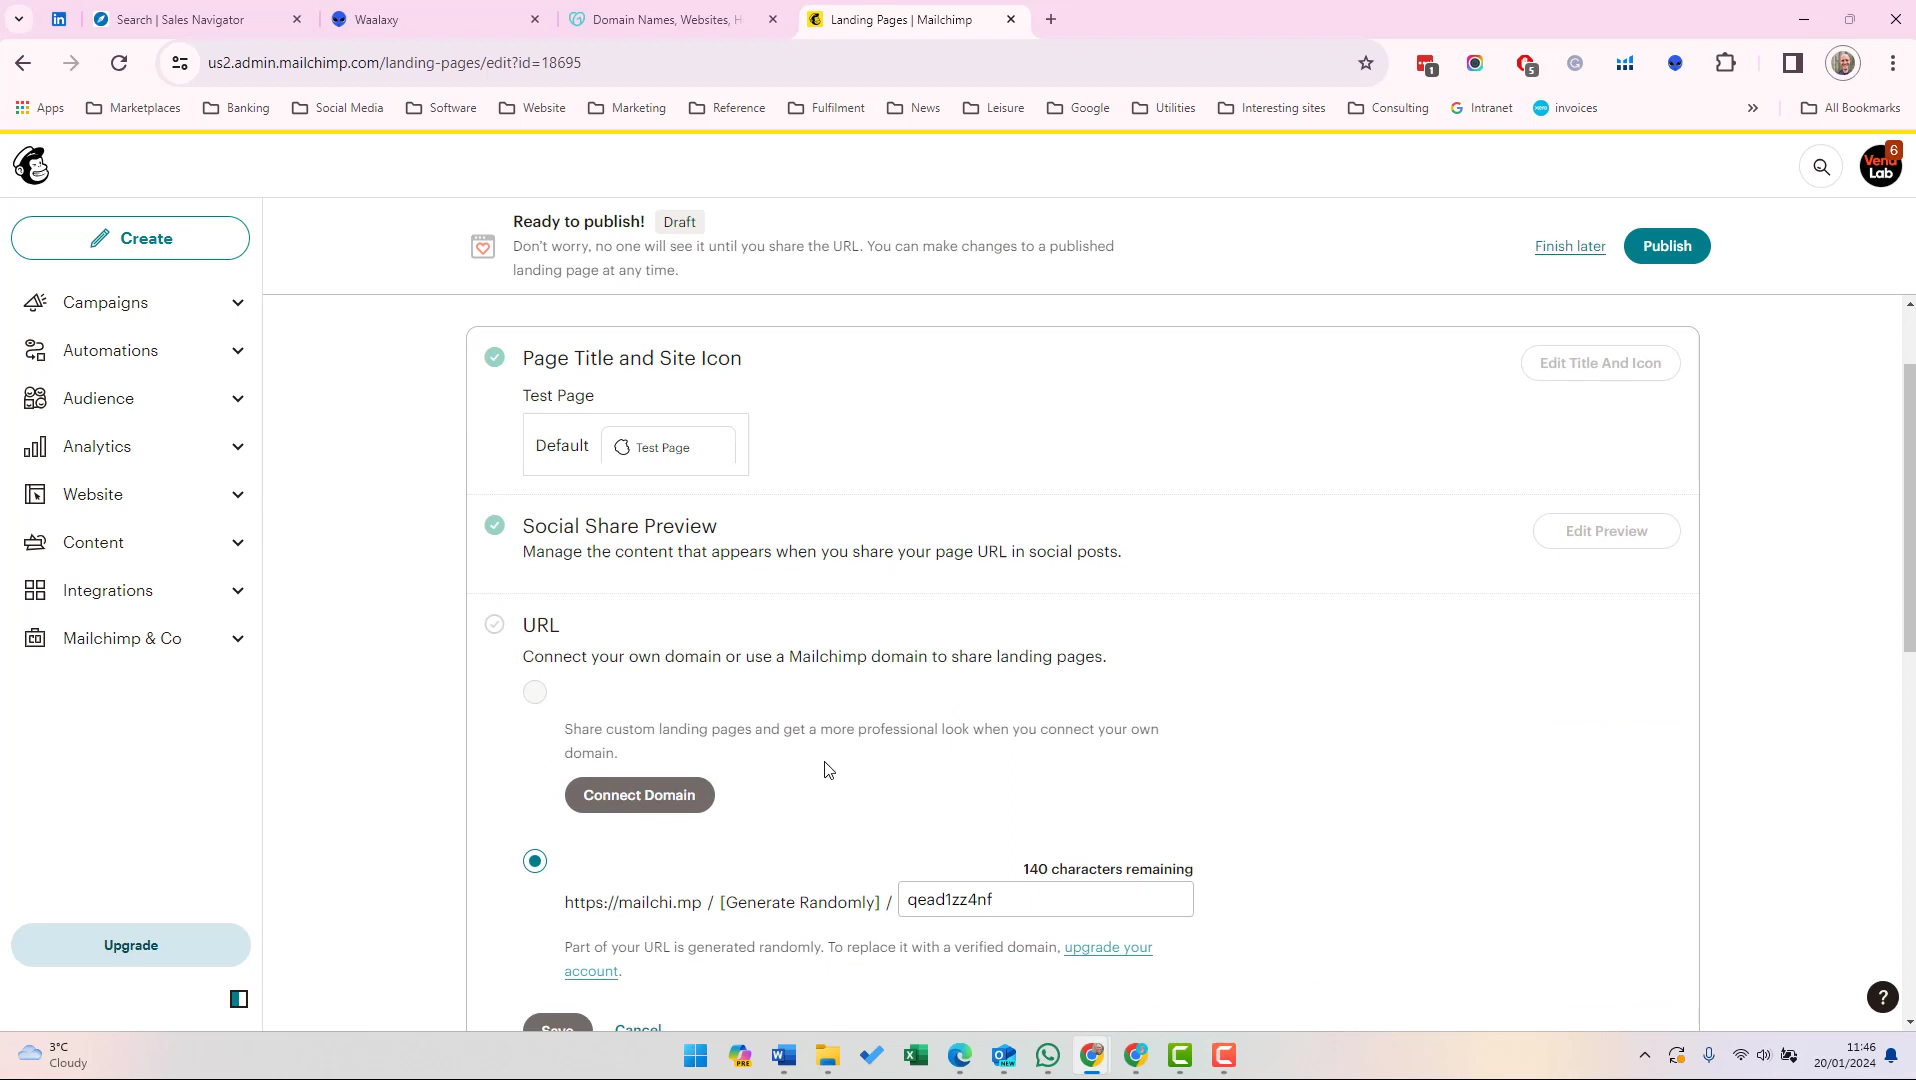 Search | Sales Navigator
Waalaxy
Domain Names, Websites, H
Landing Pages | Mailchimp
us2.admin.mailchimp.com/landing-pages/edit?id=18695
1
5
Apps
Marketplaces
Banking
Social Media
Software
Website
Marketing
Reference
Fulfilment
News
Leisure
Google
Utilities
Interesting sites
Consulting
Intranet
invoices
All Bookmarks
6
Vend
Lab
Create
Campaigns
Automations
Audience
Analytics
Website
Content
Integrations
Mailchimp & Co
Upgrade
Ready to publish!
Draft
Don't worry, no one will see it until you share the URL. You can make changes to a published
landing page at any time.
Finish later
Publish
Page Title and Site Icon
Edit Title And Icon
Test Page
Default
Test Page
Social Share Preview
Edit Preview
Manage the content that appears when you share your page URL in social posts.
URL
Connect your own domain or use a Mailchimp domain to share landing pages.
Share custom landing pages and get a more professional look when you connect your own
domain.
Connect Domain
140 characters remaining
https://mailchi.mp / [Generate Randomly] /
qead1zz4nf
Part of your URL is generated randomly. To replace it with a verified domain, upgrade your
account.
Save
Cancel
?
3°C
Cloudy
PRE
NEW
11:46
20/01/2024